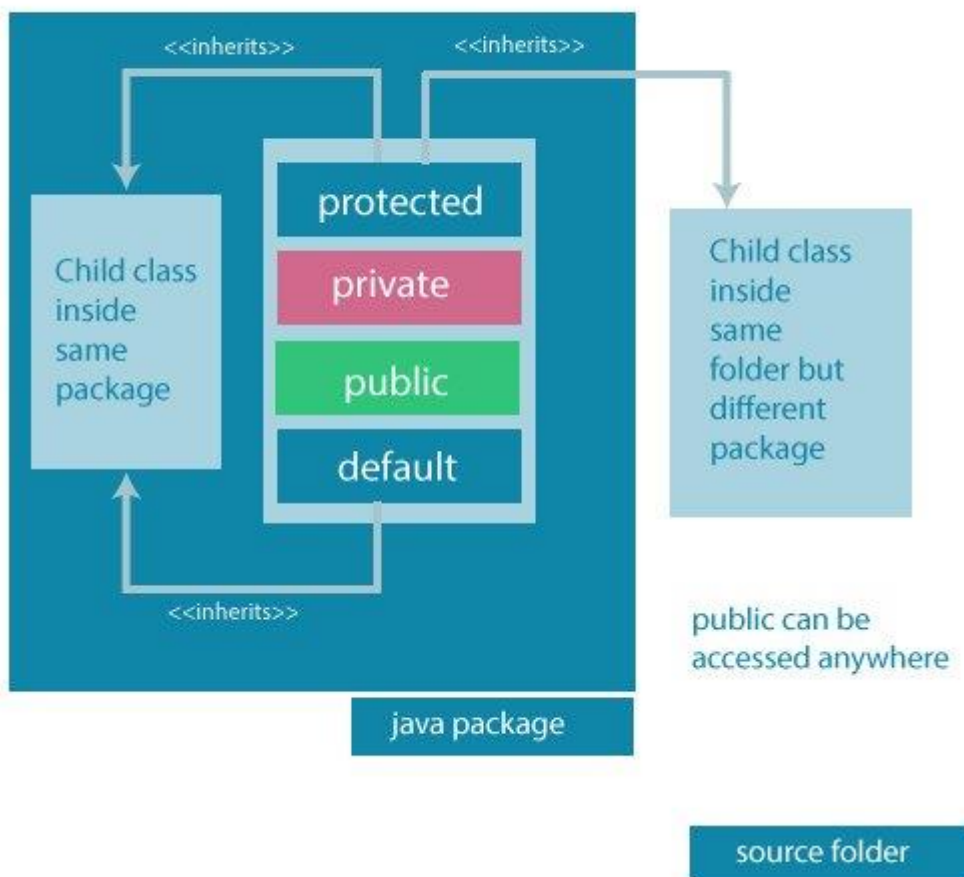 <<inherits>>
<<inherits>>
protected
private
public
default
Child class
inside
same
package
Child class
inside
same
folder but
different
package
<<inherits>>
public can be
accessed anywhere
java package
source folder